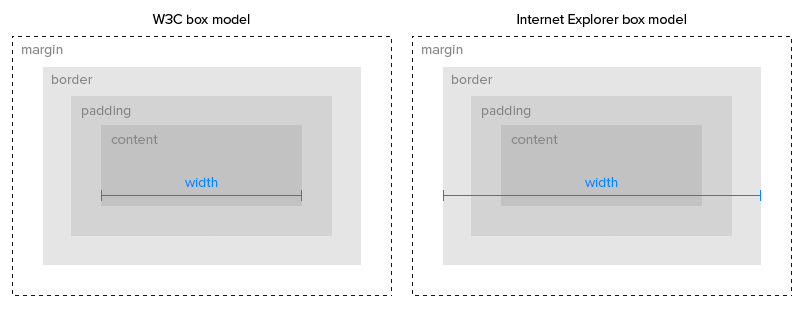 W3C box model
margin
border
padding
content
width
Internet Explorer box model
margin
border
padding
content
width